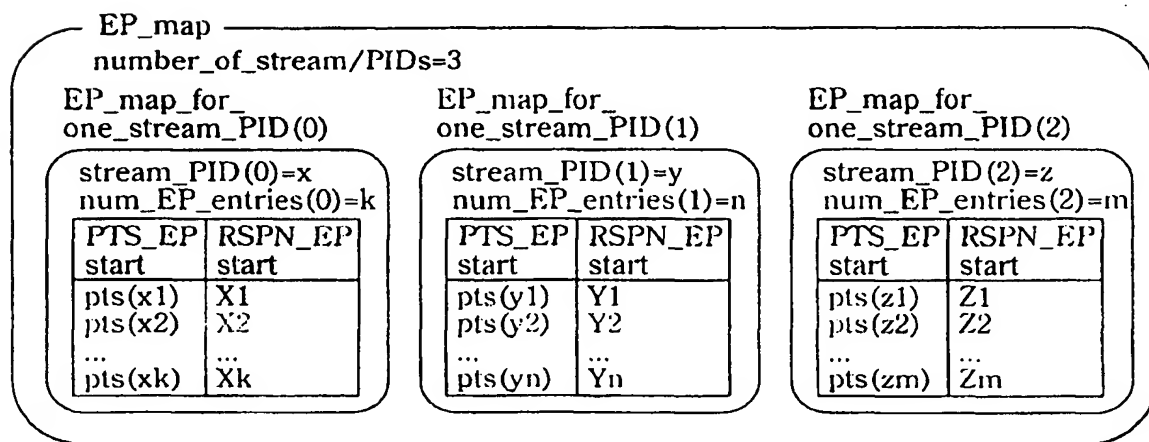 EP_map
number_of_stream/PIDs=3
EP_map_for_
one_stream_PID(0)
stream_PID(0)=x
num_EP_entries(0)=k
PTS_EP RSPN_EP
start start
pts(x1) X1
pts(x2) X2
... ...
pts(xk) Xk
EP_map_for_
one_stream_PID(1)
stream_PID(1)=y
num_EP_entries(1)=n
PTS_EP RSPN_EP
start start
pts(y1) Y1
pts(y2) Y2
... ...
pts(yn) Yn
EP_map_for_
one_stream_PID(2)
stream_PID(2)=z
num_EP_entries(2)=m
PTS_EP RSPN_EP
start start
pts(z1) Z1
pts(z2) Z2
... ...
pts(zm) Zm